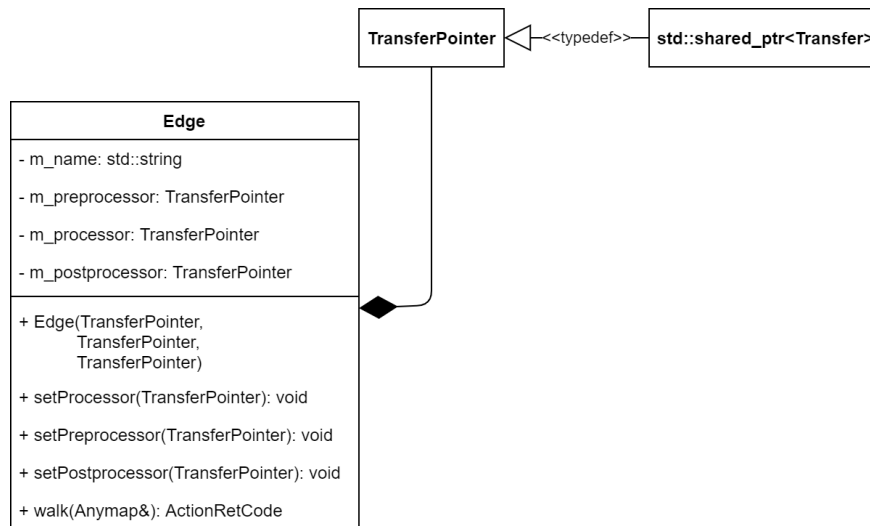 TransferPointer
<<typedef>>
std::shared_ptr<Transfer>
Edge
- m_name: std::string
- m_preprocessor: TransferPointer
- m_processor: TransferPointer
- m_postprocessor: TransferPointer
+ Edge(TransferPointer,
TransferPointer,
TransferPointer)
+ setProcessor(TransferPointer): void
+ setPreprocessor(TransferPointer): void
+ setPostprocessor(TransferPointer): void
+ walk(Anymap&): ActionRetCode